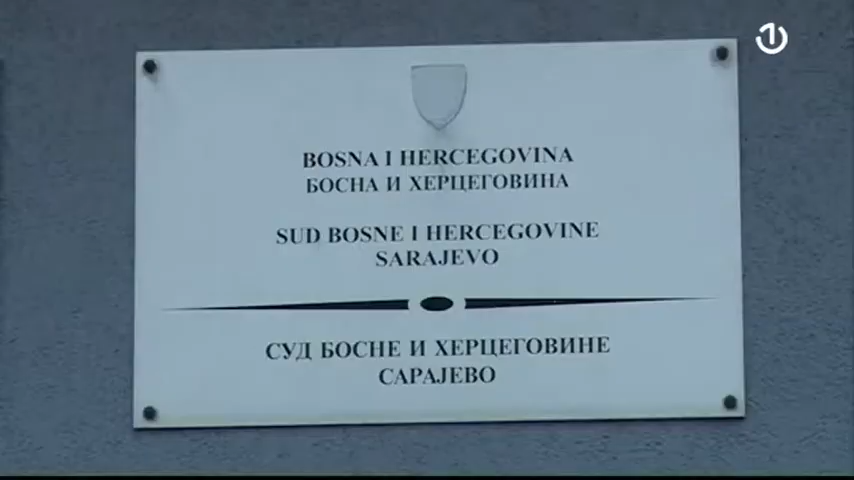 BOSNA I HERCEGOVINA
БОСНА И ХЕРЦЕГОВИНА
SUD BOSNE I HERCEGOVINE
SARAJEVO
СУД БОСНЕ И ХЕРЦЕГОВИНЕ
САРАЈЕВО